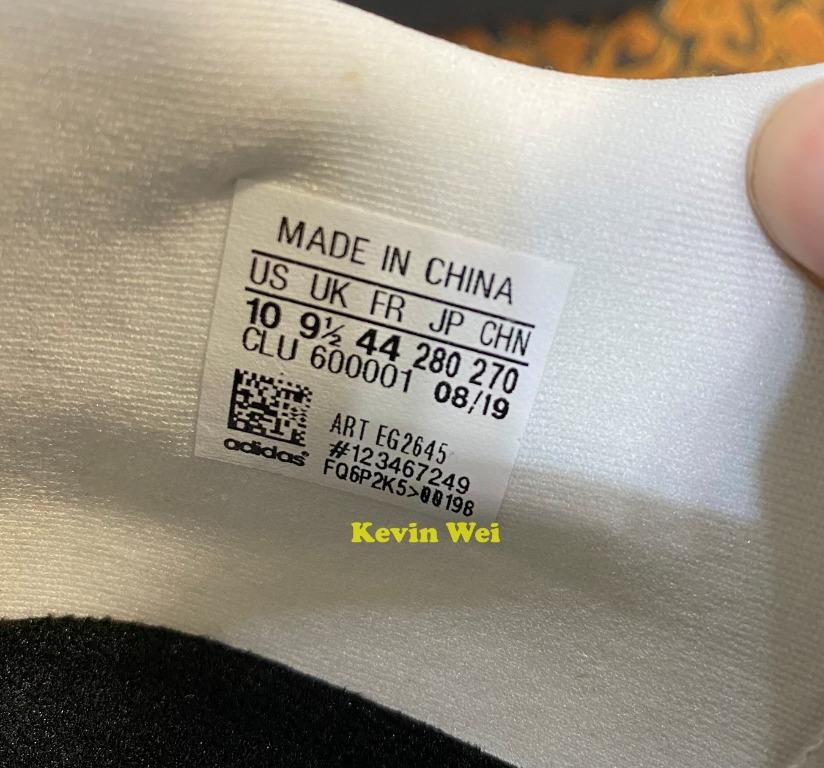 MADE IN CHINA
US UK FR JP CHN
10 9½ 44 280 270
CLU 600001 08/19
ART EG2645
#123467249
FQ6P2K5>00198
adidas
Kevin Wei